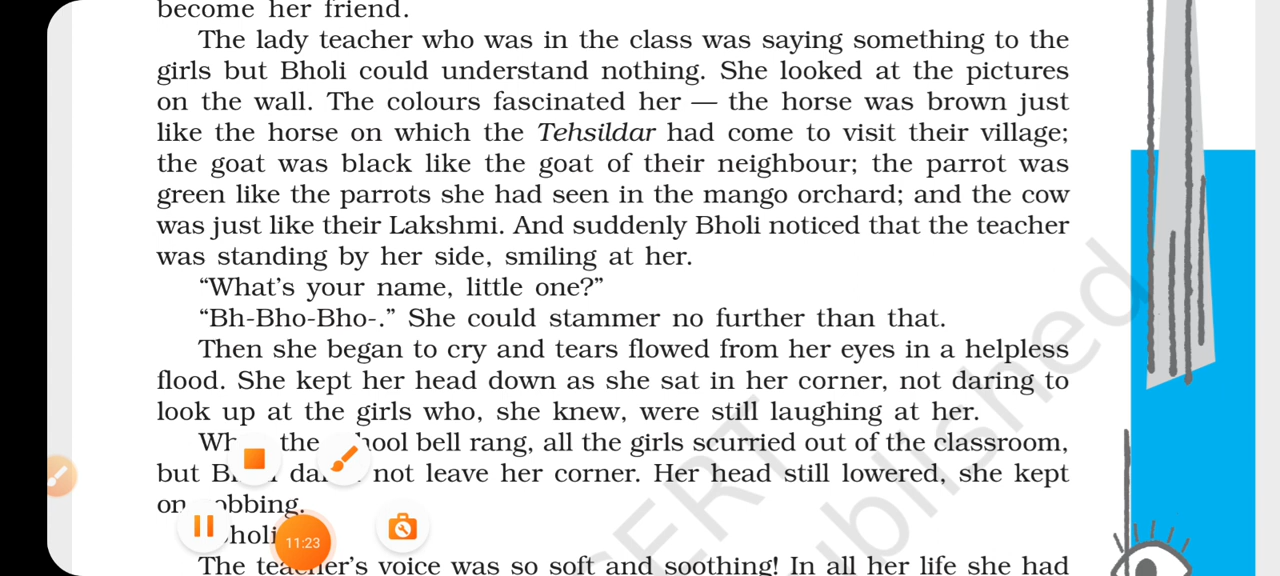 become her friend.
The lady teacher who was in the class was saying something to the
girls but Bholi could understand nothing. She looked at the pictures
on the wall. The colours fascinated her — the horse was brown just
like the horse on which the Tehsildar had come to visit their village;
the goat was black like the goat of their neighbour; the parrot was
green like the parrots she had seen in the mango orchard; and the cow
was just like their Lakshmi. And suddenly Bholi noticed that the teacher
was standing by her side, smiling at her.
“What's your name, little one?”
“Bh-Bho-Bho-.” She could stammer no further than that.
Then she began to cry and tears flowed from her eyes in a helpless
flood. She kept her head down as she sat in her corner, not daring to
look up at the girls who, she knew, were still laughing at her.
the bell rang, all the girls scurried out of the classroom,
but not leave her corner. Her head still lowered, she kept
on
11:23
The teacher's voice was so soft and soothing! In all her life she had